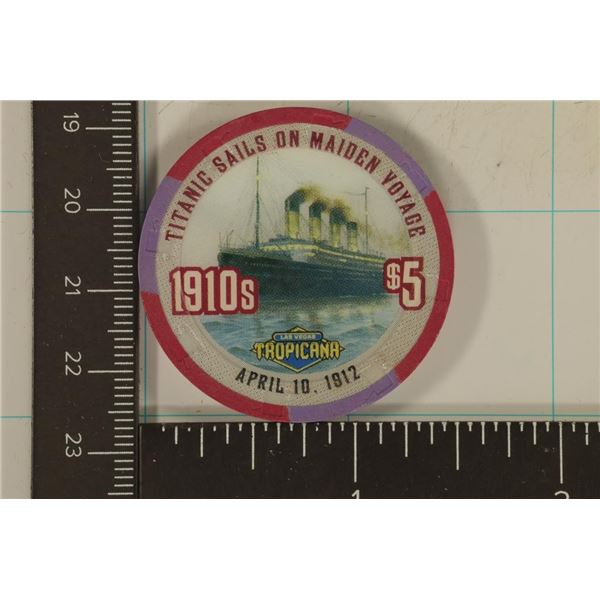 TITANIC SAILS ON MAIDEN VOYAGE
1910s
$5
LAS VEGAS
TROPICANA
APRIL 10, 1912
19
20
21
22
23
1
2